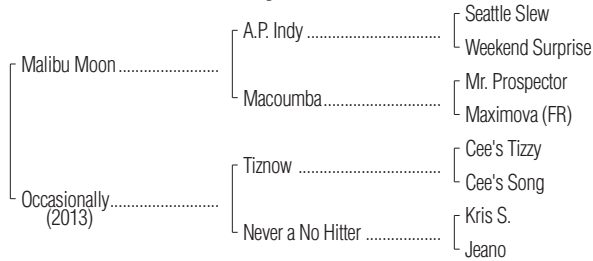 Seattle Slew
A.P. Indy ..............................
Weekend Surprise
Malibu Moon ......................
Mr. Prospector
Macoumba..........................
Maximova (FR)
Cee's Tizzy
Tiznow ................................
Cee's Song
Occasionally........................
(2013)
Kris S.
Never a No Hitter .................
Jeano